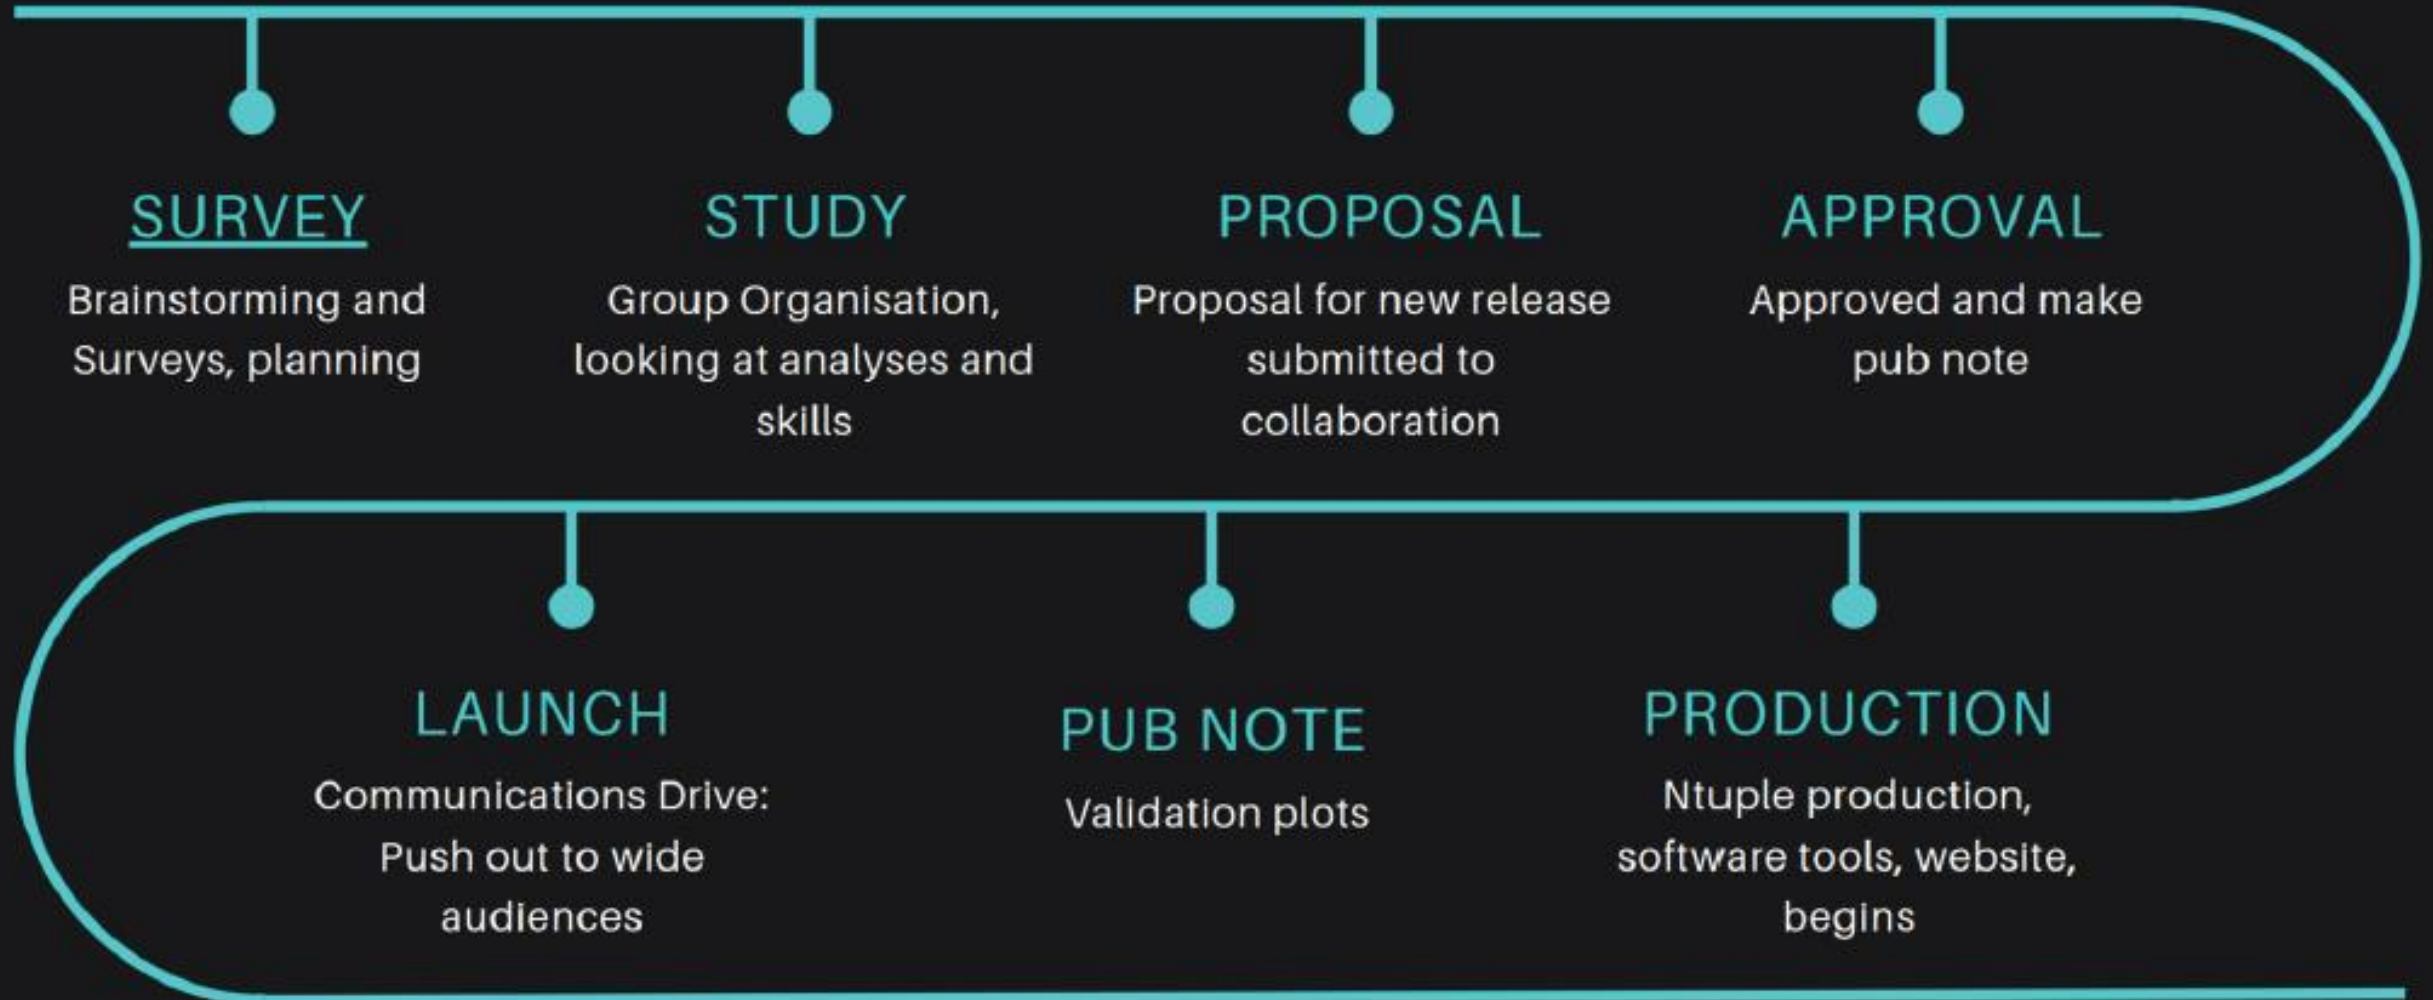 SURVEY
Brainstorming and
Surveys, planning
STUDY
Group Organisation,
looking at analyses and
skills
PROPOSAL
Proposal for new release
submitted to
collaboration
APPROVAL
Approved and make
pub note
PRODUCTION
Ntuple production,
software tools, website,
begins
PUB NOTE
Validation plots
LAUNCH
Communications Drive:
Push out to wide
audiences